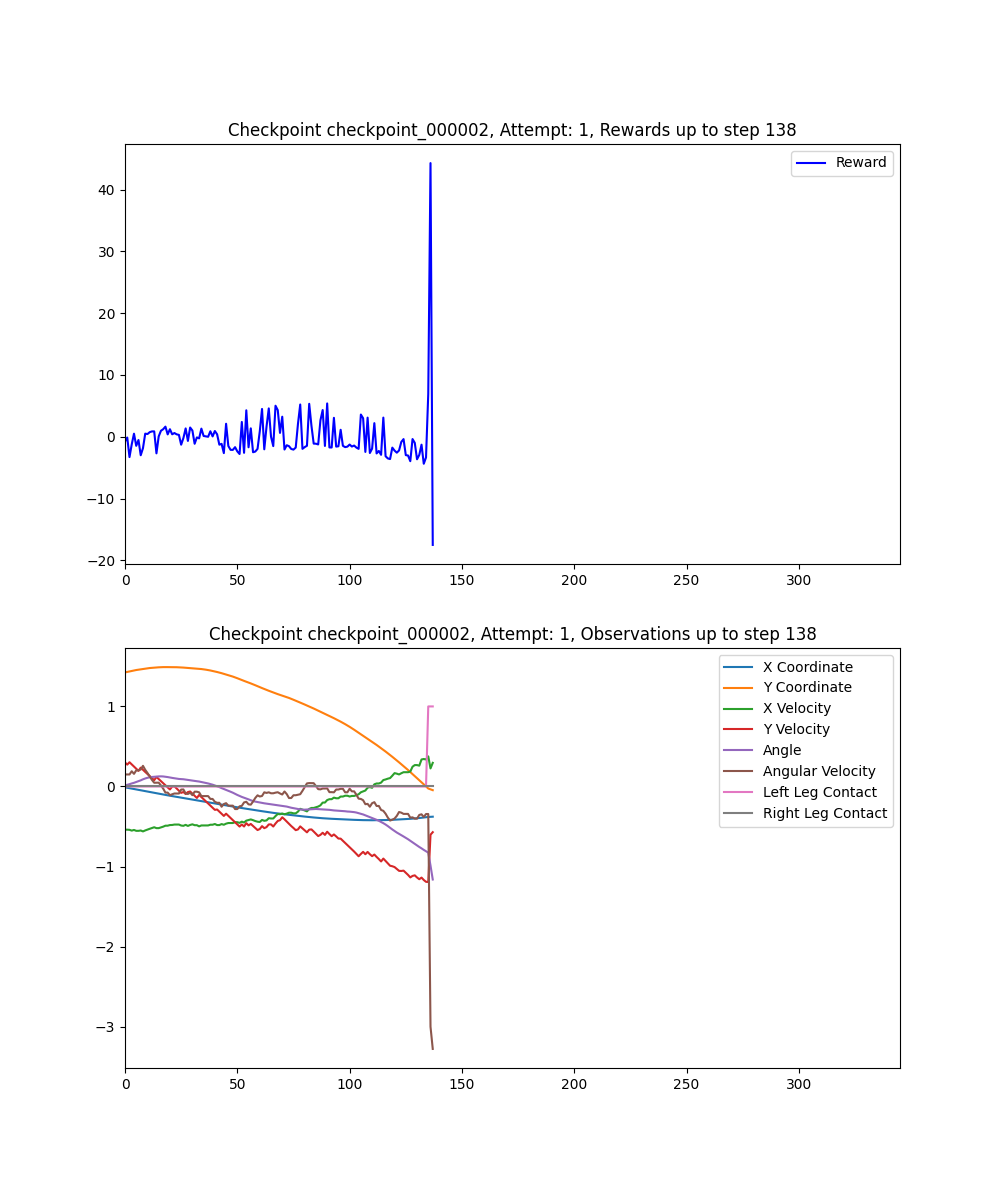 Checkpoint checkpoint_000002, Attempt: 1, Rewards up to step 138
Reward
40
30
20
10
0
−10
−20
0 50 100 150 200 250 300
Checkpoint checkpoint_000002, Attempt: 1, Observations up to step 138
X Coordinate
Y Coordinate
X Velocity
Y Velocity
Angle
Angular Velocity
Left Leg Contact
Right Leg Contact
1
0
−1
−2
−3
0 50 100 150 200 250 300